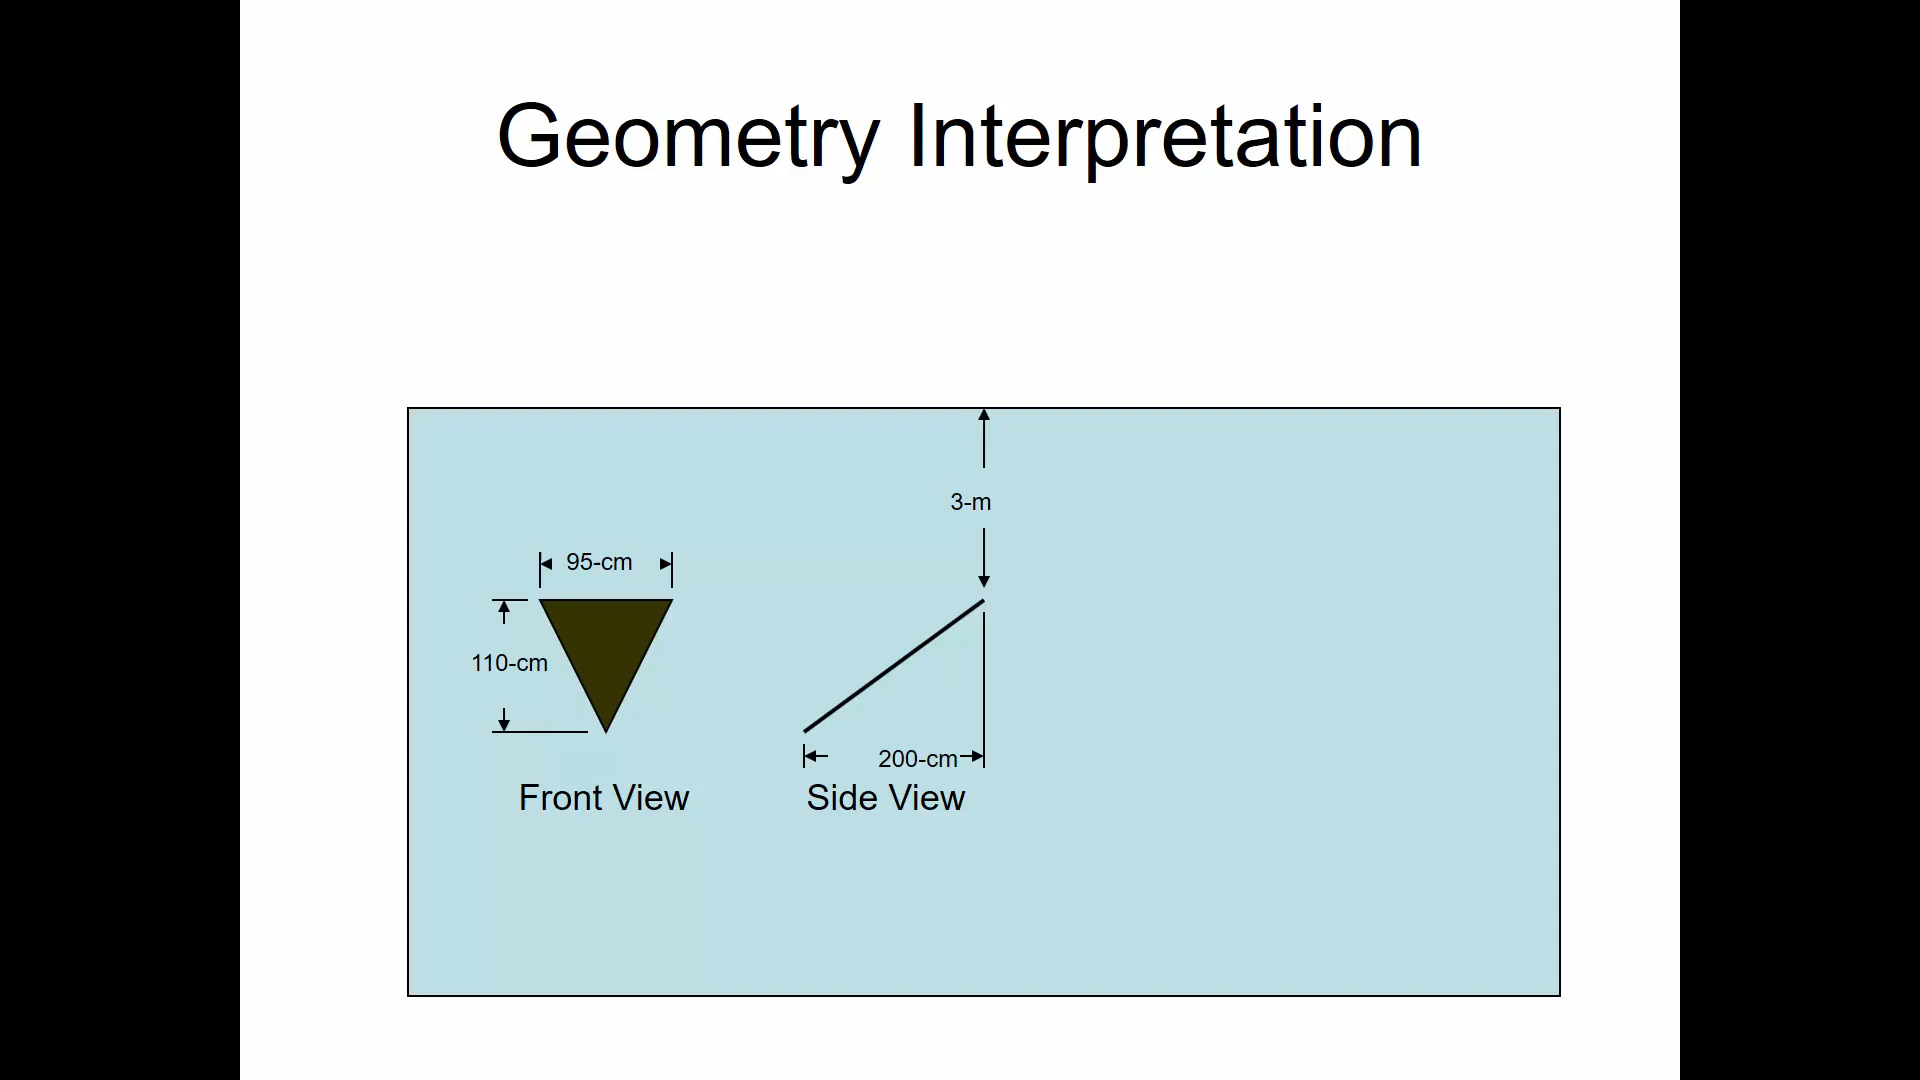 Geometry Interpretation
3-m
95-cm
110-cm
200-cm
Front View
Side View